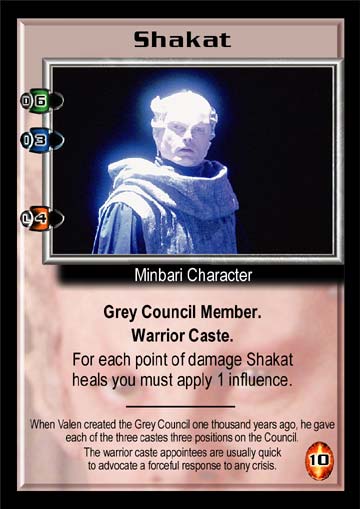 Shakat
D6
D3
L4
Minbari Character
Grey Council Member.
Warrior Caste.
For each point of damage Shakat
heals you must apply 1 influence.
When Valen created the Grey Council one thousand years ago, he gave
each of the three castes three positions on the Council.
The warrior caste appointees are usually quick
to advocate a forceful response to any crisis.
10